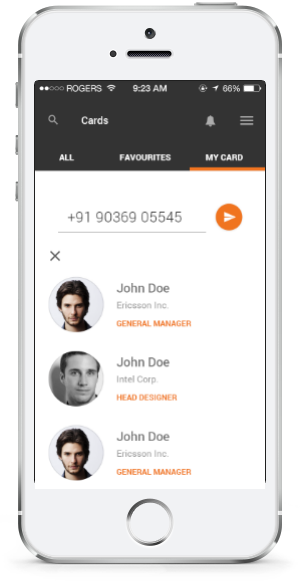 ROGERS 9:23 AM 66%
Cards
ALL FAVOURITES MY CARD
+91 90369 05545
John Doe
Ericsson Inc.
GENERAL MANAGER
John Doe
Intel Corp.
HEAD DESIGNER
John Doe
Ericsson Inc.
GENERAL MANAGER